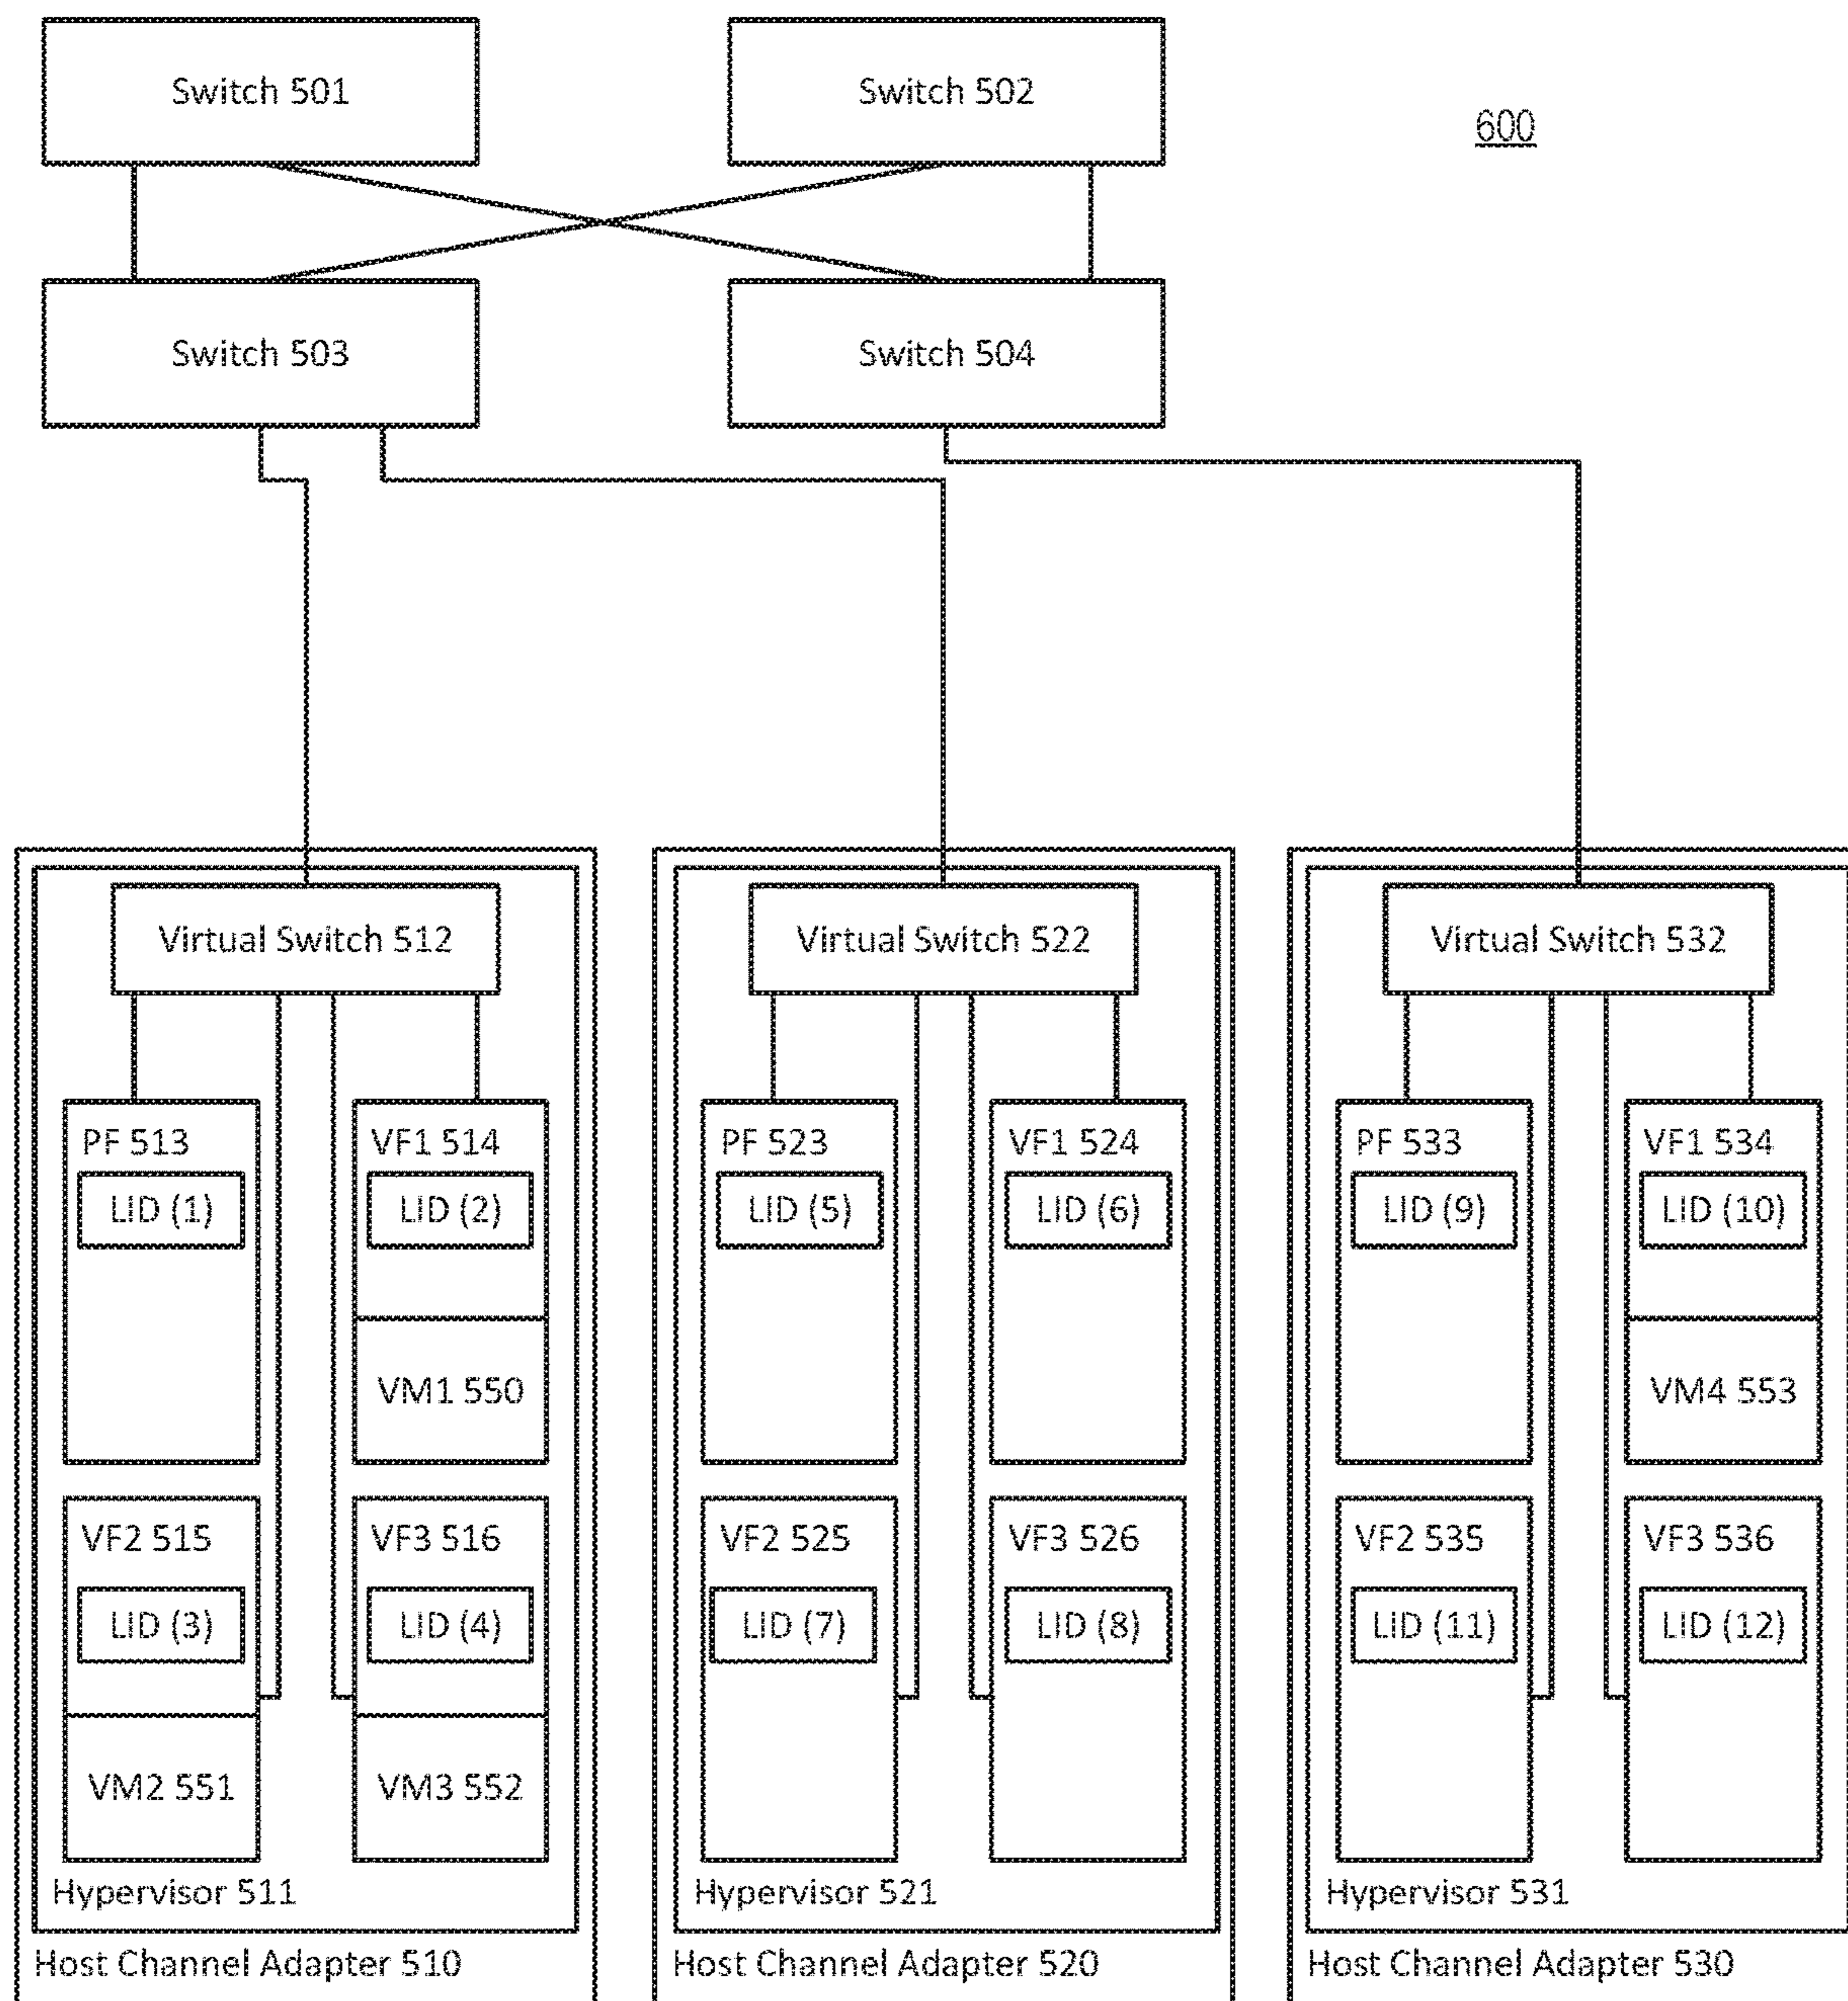 Switch 501
Switch 502
600
Switch 503
Switch 504
Virtual Switch 512
Virtual Switch 522
Virtual Switch 532
PF 513
LID (1)
VF1 514
LID (2)
VM1 550
VF2 515
LID (3)
VM2 551
VF3 516
LID (4)
VM3 552
Hypervisor 511
Host Channel Adapter 510
PF 523
LID (5)
VF1 524
LID (6)
VF2 525
LID (7)
VF3 526
LID (8)
Hypervisor 521
Host Channel Adapter 520
PF 533
LID (9)
VF1 534
LID (10)
VM4 553
VF2 535
LID (11)
VF3 536
LID (12)
Hypervisor 531
Host Channel Adapter 530